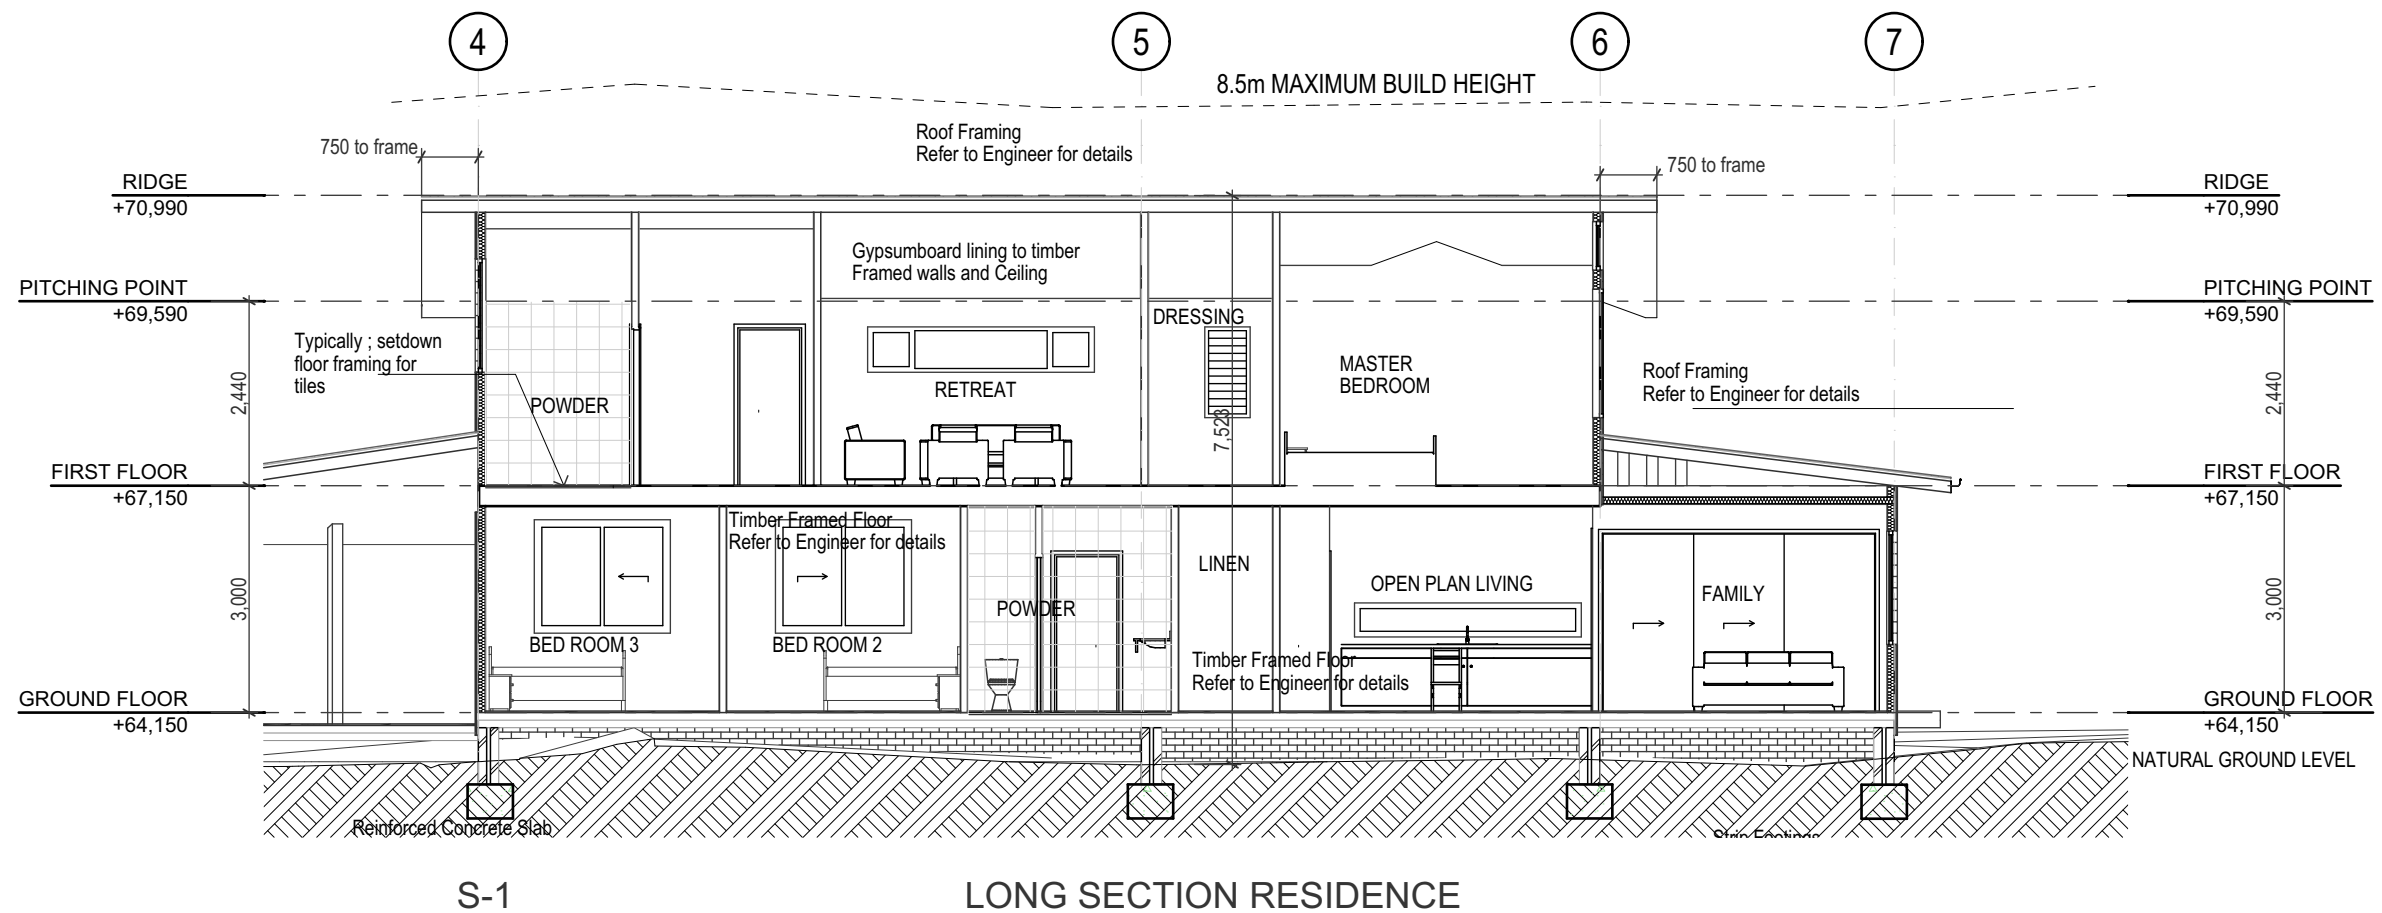 4
5
6
7
8.5m MAXIMUM BUILD HEIGHT
Roof Framing
Refer to Engineer for details
750 to frame
750 to frame
RIDGE
+70,990
RIDGE
+70,990
Gypsumboard lining to timber
Framed walls and Ceiling
PITCHING POINT
+69,590
PITCHING POINT
+69,590
DRESSING
Typically ; setdown
floor framing for
tiles
2,440
POWDER
RETREAT
7,523
MASTER
BEDROOM
Roof Framing
Refer to Engineer for details
2,440
FIRST FLOOR
+67,150
FIRST FLOOR
+67,150
Timber Framed Floor
Refer to Engineer for details
3,000
BED ROOM 3
BED ROOM 2
POWDER
LINEN
OPEN PLAN LIVING
FAMILY
3,000
Timber Framed Floor
Refer to Engineer for details
GROUND FLOOR
+64,150
GROUND FLOOR
+64,150
NATURAL GROUND LEVEL
Reinforced Concrete Slab
Strip Footings
S-1
LONG SECTION RESIDENCE